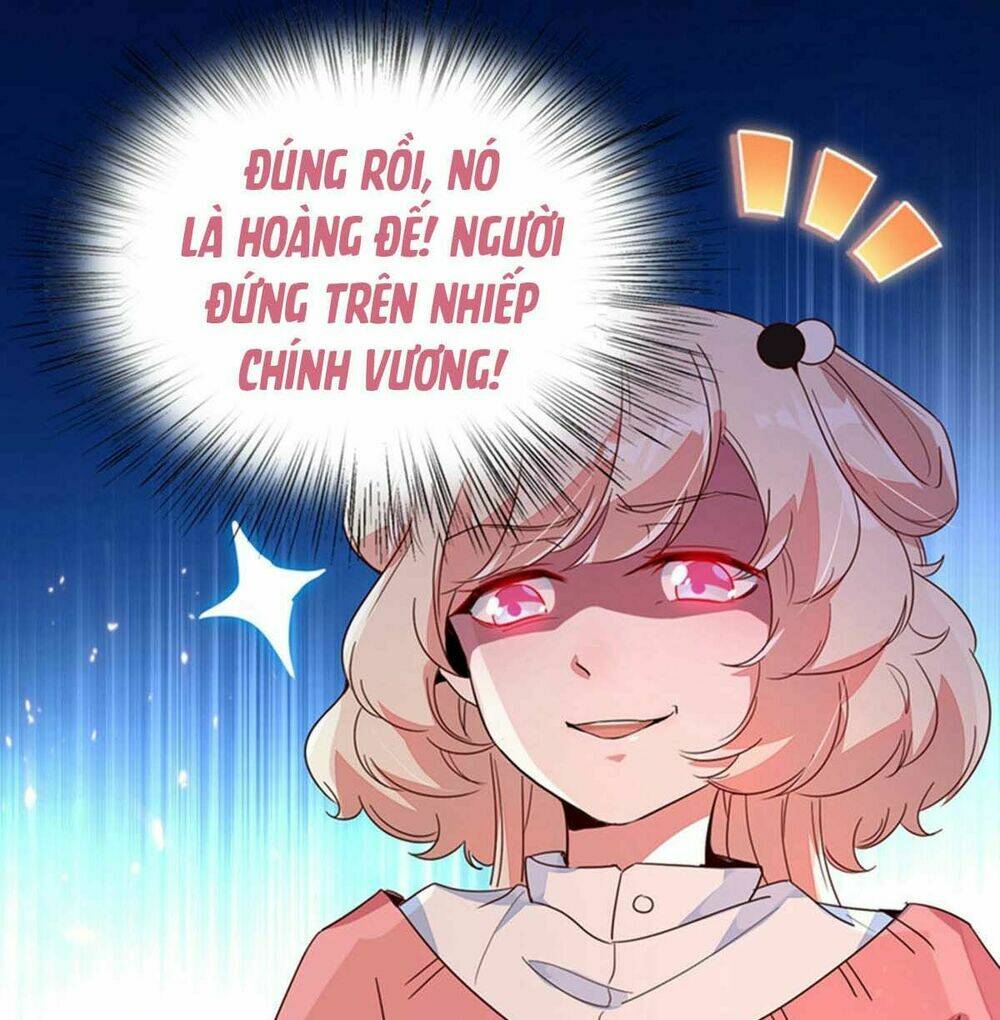 ĐÚNG RỒI, NÓ
LÀ HOÀNG ĐẾ! NGƯỜI
ĐỨNG TRÊN NHIẾP
CHÍNH VƯƠNG!